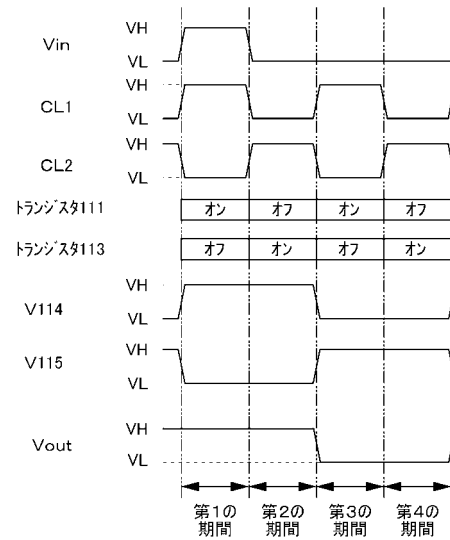 Vin
VH
VL
CL1
VH
VL
CL2
VH
VL
トランジスタ111 オン オフ オン オフ
トランジスタ113 オフ オン オフ オン
V114
VH
VL
V115
VH
VL
Vout
VH
VL
第1の 第2の 第3の 第4の
期間 期間 期間 期間